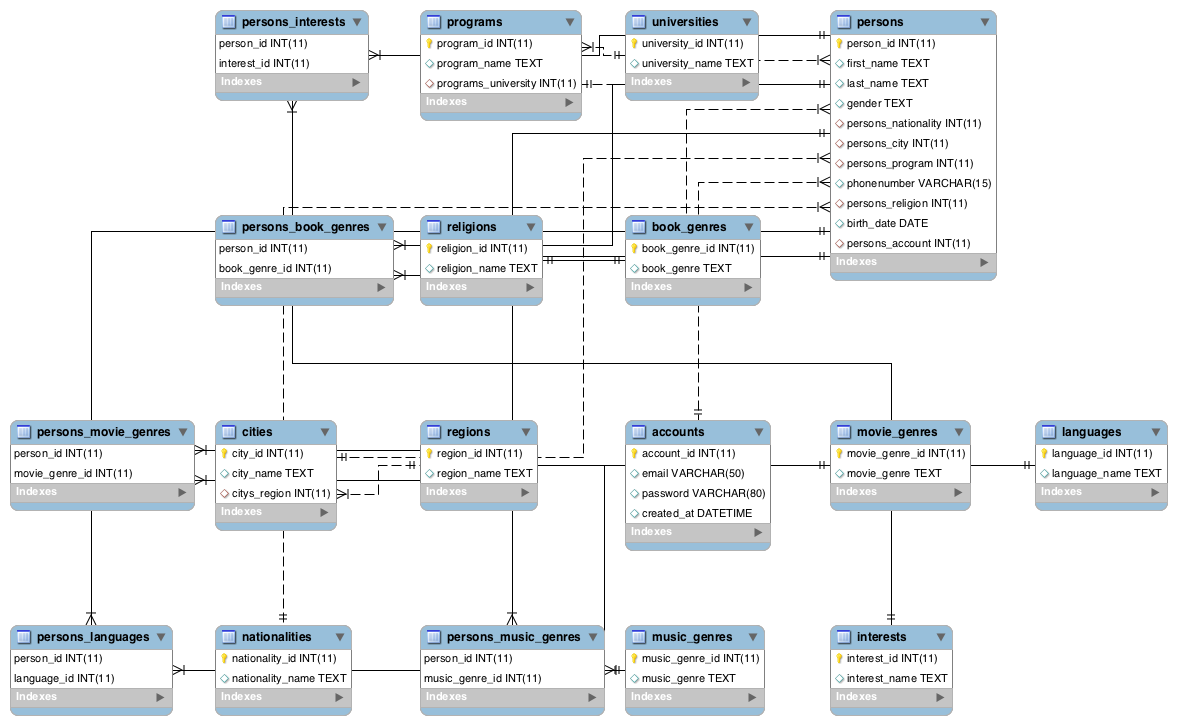 persons_interests
person_id INT(11)
interest_id INT(11)
Indexes
programs
program_id INT(11)
program_name TEXT
programs_university INT(11)
Indexes
universities
university_id INT(11)
university_name TEXT
Indexes
persons
person_id INT(11)
first_name TEXT
last_name TEXT
gender TEXT
persons_nationality INT(11)
persons_city INT(11)
persons_program INT(11)
phonenumber VARCHAR(15)
persons_religion INT(11)
birth_date DATE
persons_account INT(11)
Indexes
persons_book_genres
person_id INT(11)
book_genre_id INT(11)
Indexes
religions
religion_id INT(11)
religion_name TEXT
Indexes
book_genres
book_genre_id INT(11)
book_genre TEXT
Indexes
persons_movie_genres
person_id INT(11)
movie_genre_id INT(11)
Indexes
cities
city_id INT(11)
city_name TEXT
citys_region INT(11)
Indexes
regions
region_id INT(11)
region_name TEXT
Indexes
accounts
account_id INT(11)
email VARCHAR(50)
password VARCHAR(80)
created_at DATETIME
Indexes
movie_genres
movie_genre_id INT(11)
movie_genre TEXT
Indexes
languages
language_id INT(11)
language_name TEXT
Indexes
persons_languages
person_id INT(11)
language_id INT(11)
Indexes
nationalities
nationality_id INT(11)
nationality_name TEXT
Indexes
persons_music_genres
person_id INT(11)
music_genre_id INT(11)
Indexes
music_genres
music_genre_id INT(11)
music_genre TEXT
Indexes
interests
interest_id INT(11)
interest_name TEXT
Indexes